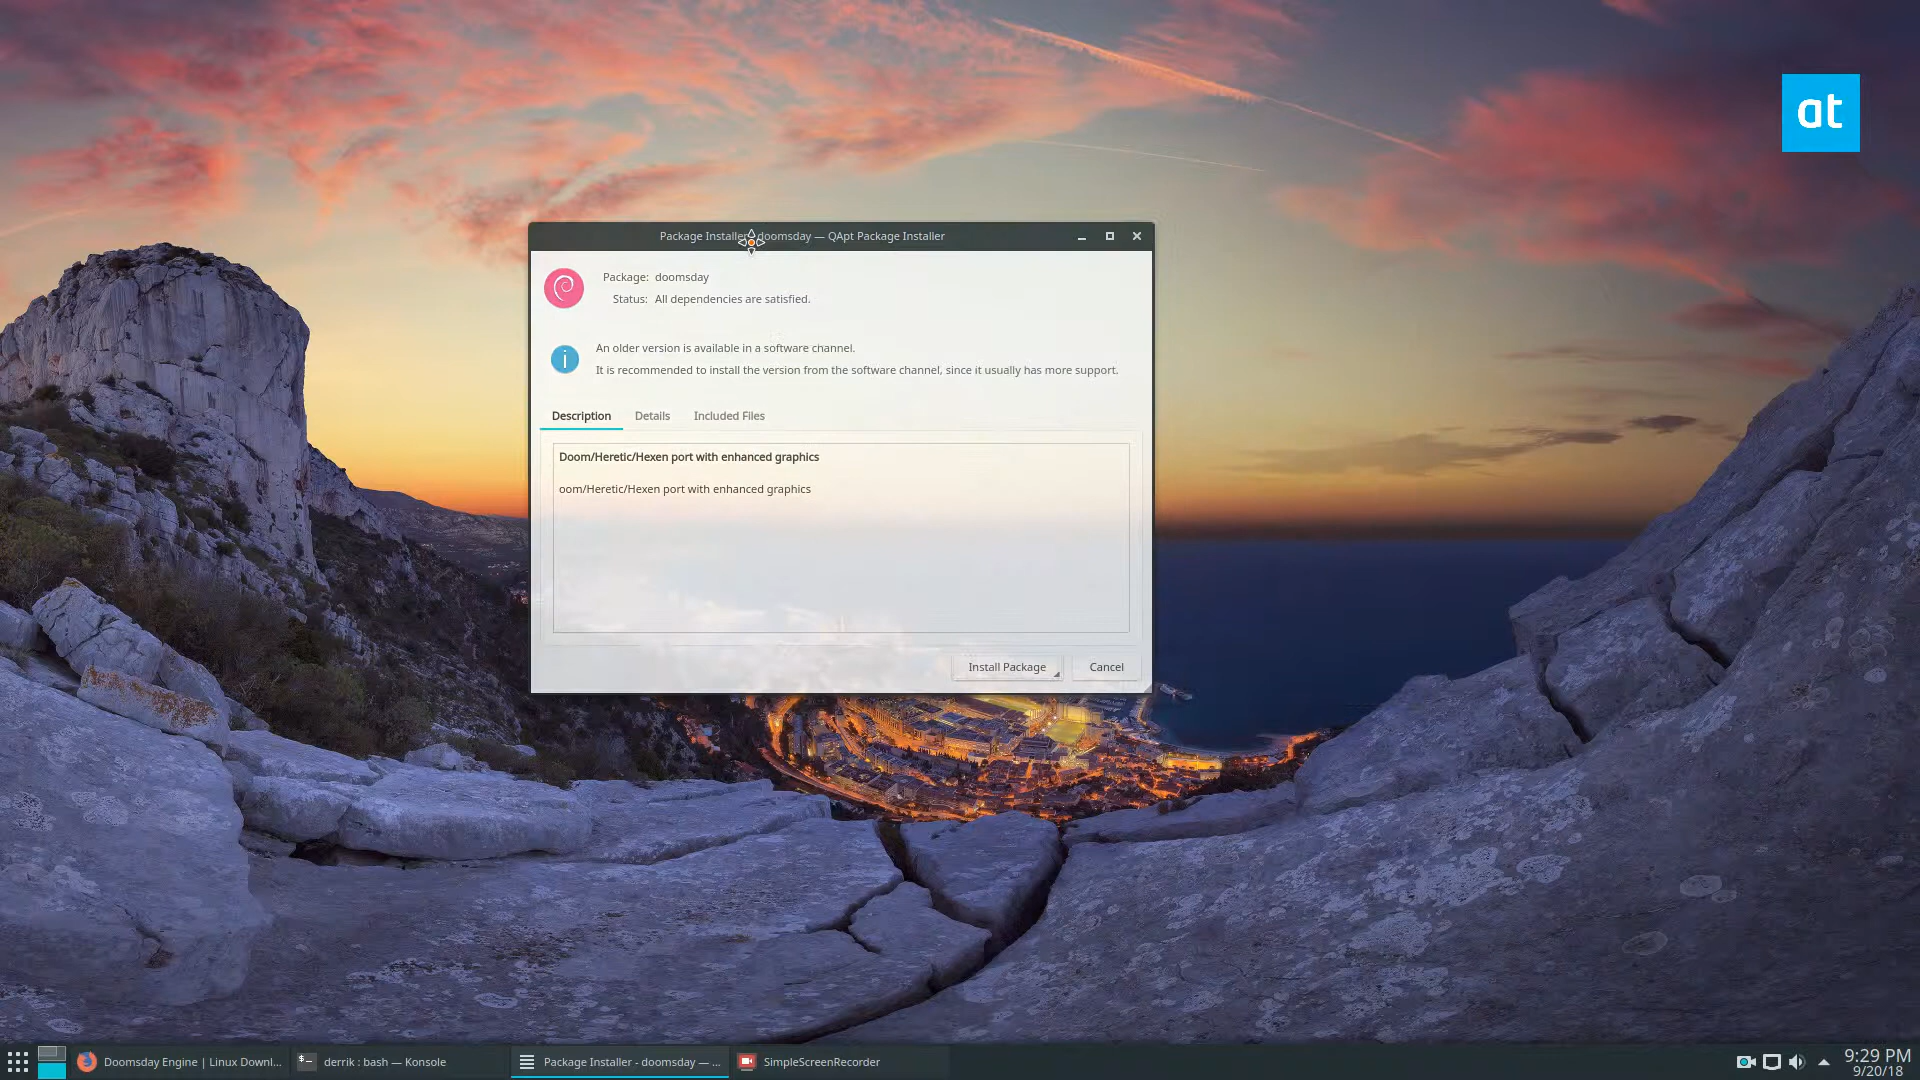 at
Package Installer doomsday — QApt Package Installer
Package: doomsday
Status: All dependencies are satisfied.
An older version is available in a software channel.
It is recommended to install the version from the software channel, since it usually has more support.
Description Details Included Files
Doom/Heretic/Hexen port with enhanced graphics
oom/Heretic/Hexen port with enhanced graphics
Install Package Cancel
Doomsday Engine | Linux Downl... derrik : bash — Konsole Package Installer - doomsday — ... SimpleScreenRecorder
9:29 PM
9/20/18